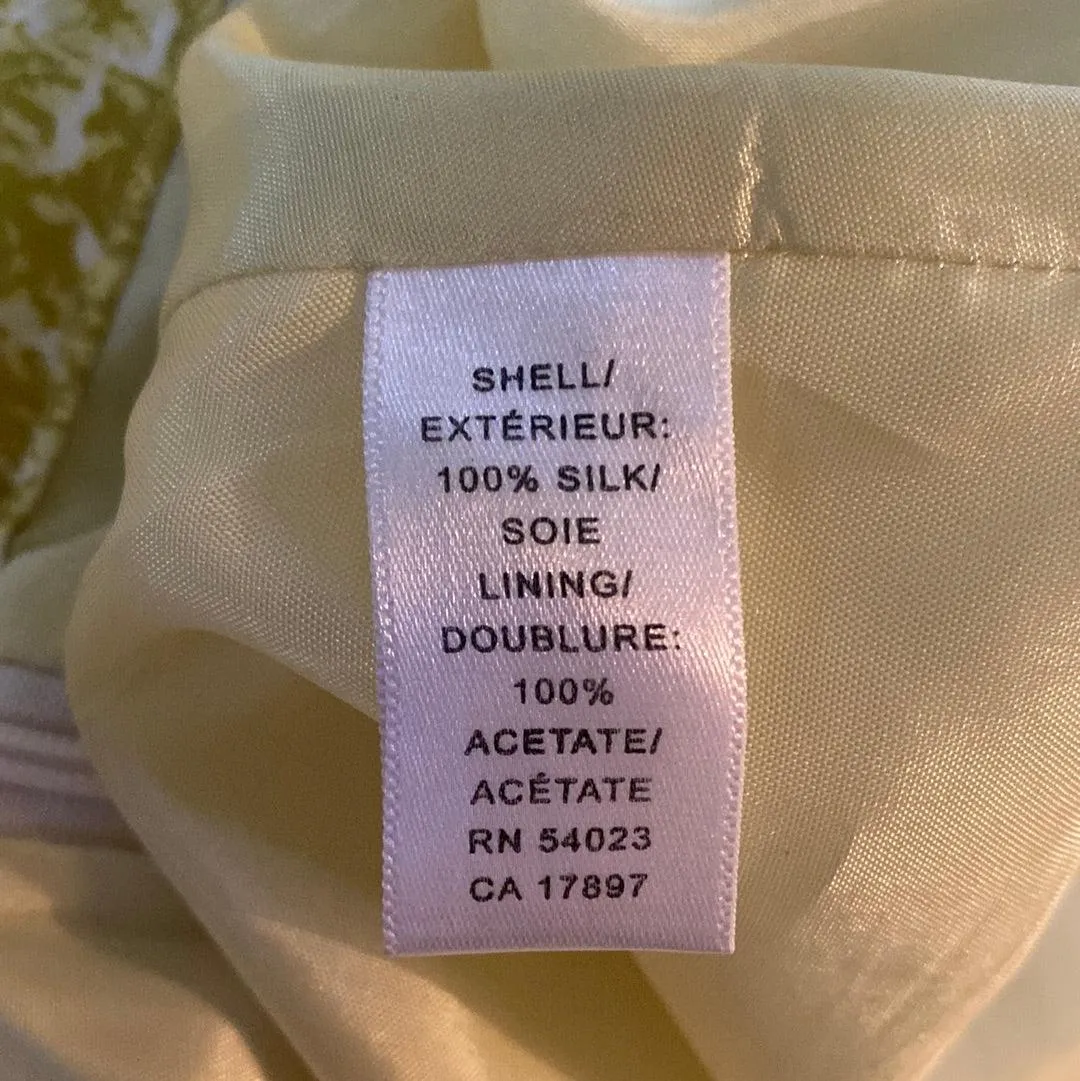 SHELL/
EXTÉRIEUR:
100% SILK/
SOIE
LINING/
DOUBLURE:
100%
ACETATE/
ACÉTATE
RN 54023
CA 17897